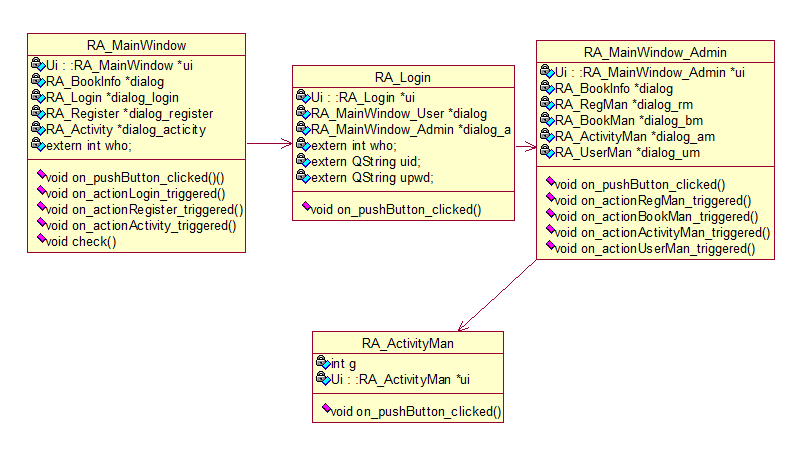 RA_MainWindow
Ui : :RA_MainWindow *ui
RA_BookInfo *dialog
RA_Login *dialog_login
RA_Register *dialog_register
RA_Activity *dialog_acticity
extern int who;
void on_pushButton_clicked()()
void on_actionLogin_triggered()
void on_actionRegister_triggered()
void on_actionActivity_triggered()
void check()
RA_Login
Ui : :RA_Login *ui
RA_MainWindow_User *dialog
RA_MainWindow_Admin *dialog_a
extern int who;
extern QString uid;
extern QString upwd;
void on_pushButton_clicked()
RA_MainWindow_Admin
Ui : :RA_MainWindow_Admin *ui
RA_BookInfo *dialog
RA_RegMan *dialog_rm
RA_BookMan *dialog_bm
RA_ActivityMan *dialog_am
RA_UserMan *dialog_um
void on_pushButton_clicked()
void on_actionRegMan_triggered()
void on_actionBookMan_triggered()
void on_actionActivityMan_triggered()
void on_actionUserMan_triggered()
RA_ActivityMan
int g
Ui : :RA_ActivityMan *ui
void on_pushButton_clicked()